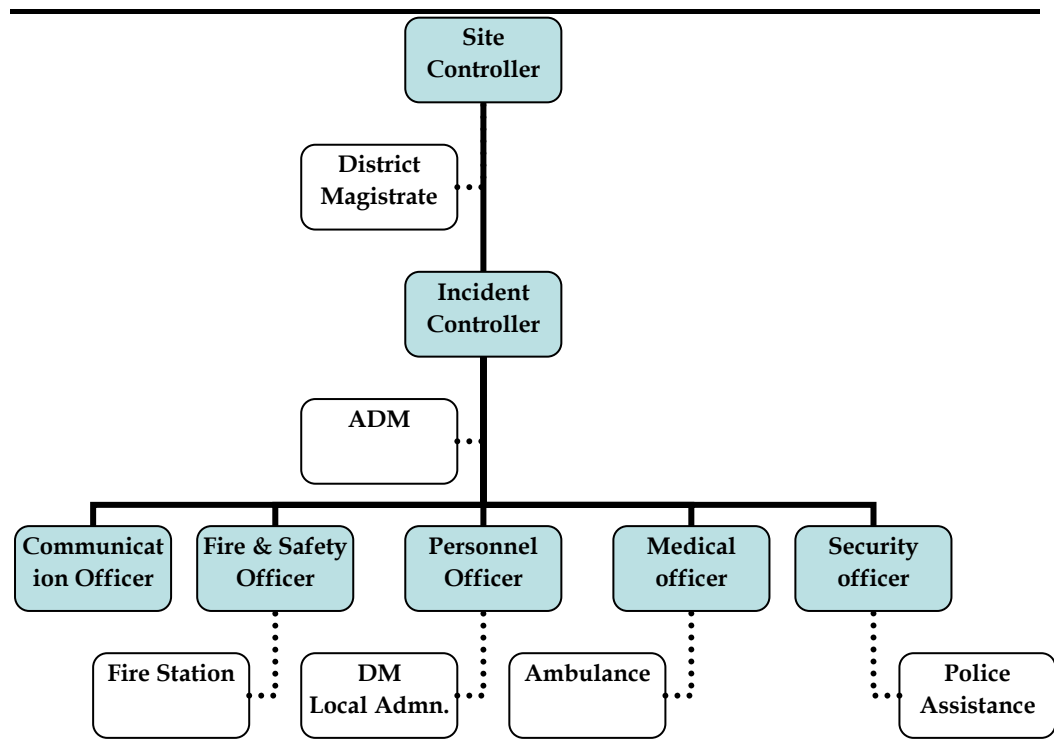 Site
Controller
District
Magistrate
Incident
Controller
ADM
Communicat
ion Officer
Fire & Safety
Officer
Personnel
Officer
Medical
officer
Security
officer
Fire Station
DM
Local Admn.
Ambulance
Police
Assistance